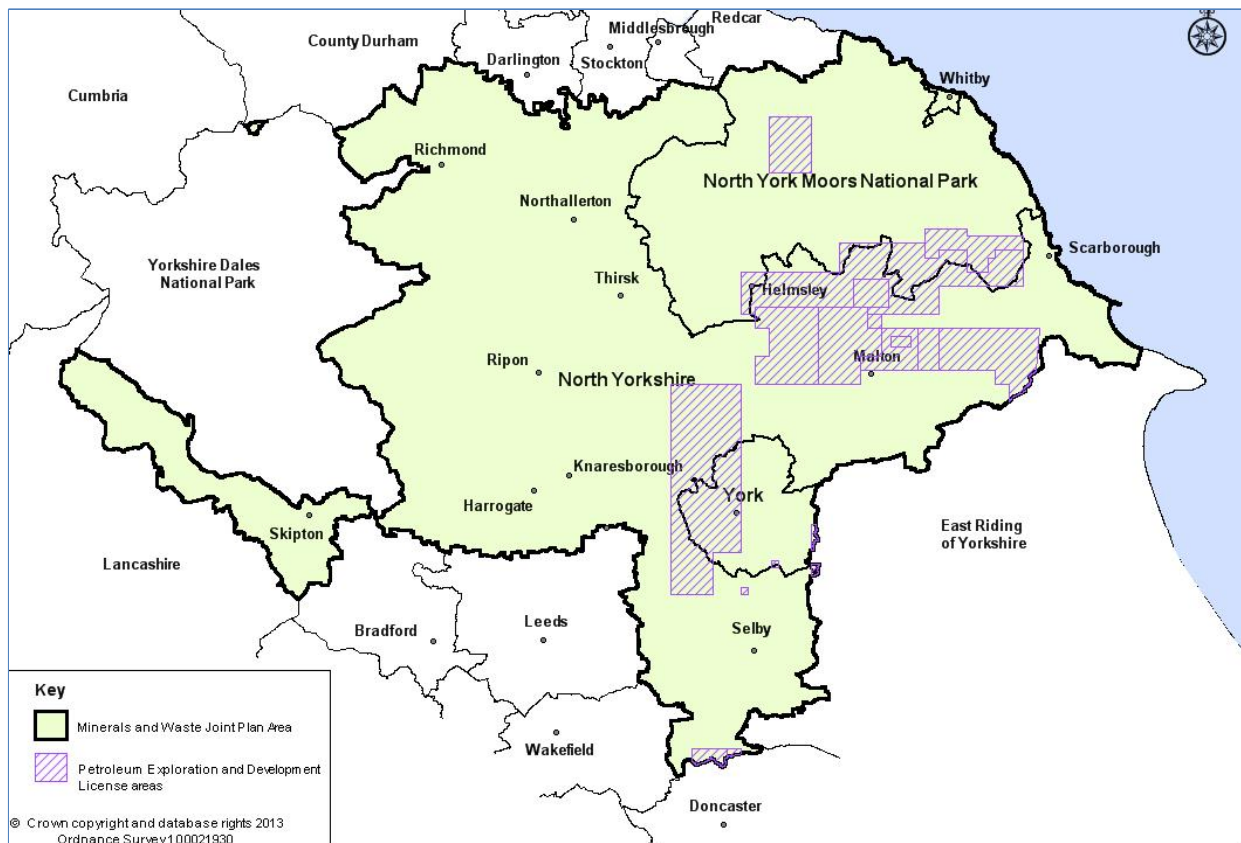 Redcar
Middlesbrough
County Durham
Darlington
Stockton
Cumbria
Whitby
Richmond
North York Moors National Park
Northallerton
Scarborough
Yorkshire Dales
National Park
Thirsk
Helmsley
Ripon
North Yorkshire
Malton
Knaresborough
Harrogate
York
Skipton
East Riding
of Yorkshire
Lancashire
Bradford
Leeds
Selby
Wakefield
Doncaster
Key
Minerals and Waste Joint Plan Area
Petroleum Exploration and Development
License areas
© Crown copyright and database rights 2013
Ordnance Survey 100021930